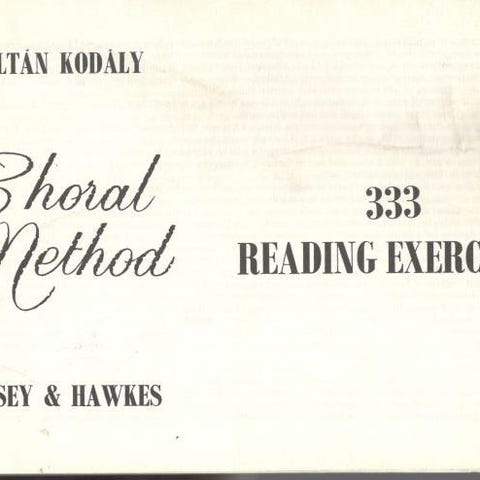 LTÁN KODÁLY
Choral
Method
333
READING EXERC
SEY & HAWKES